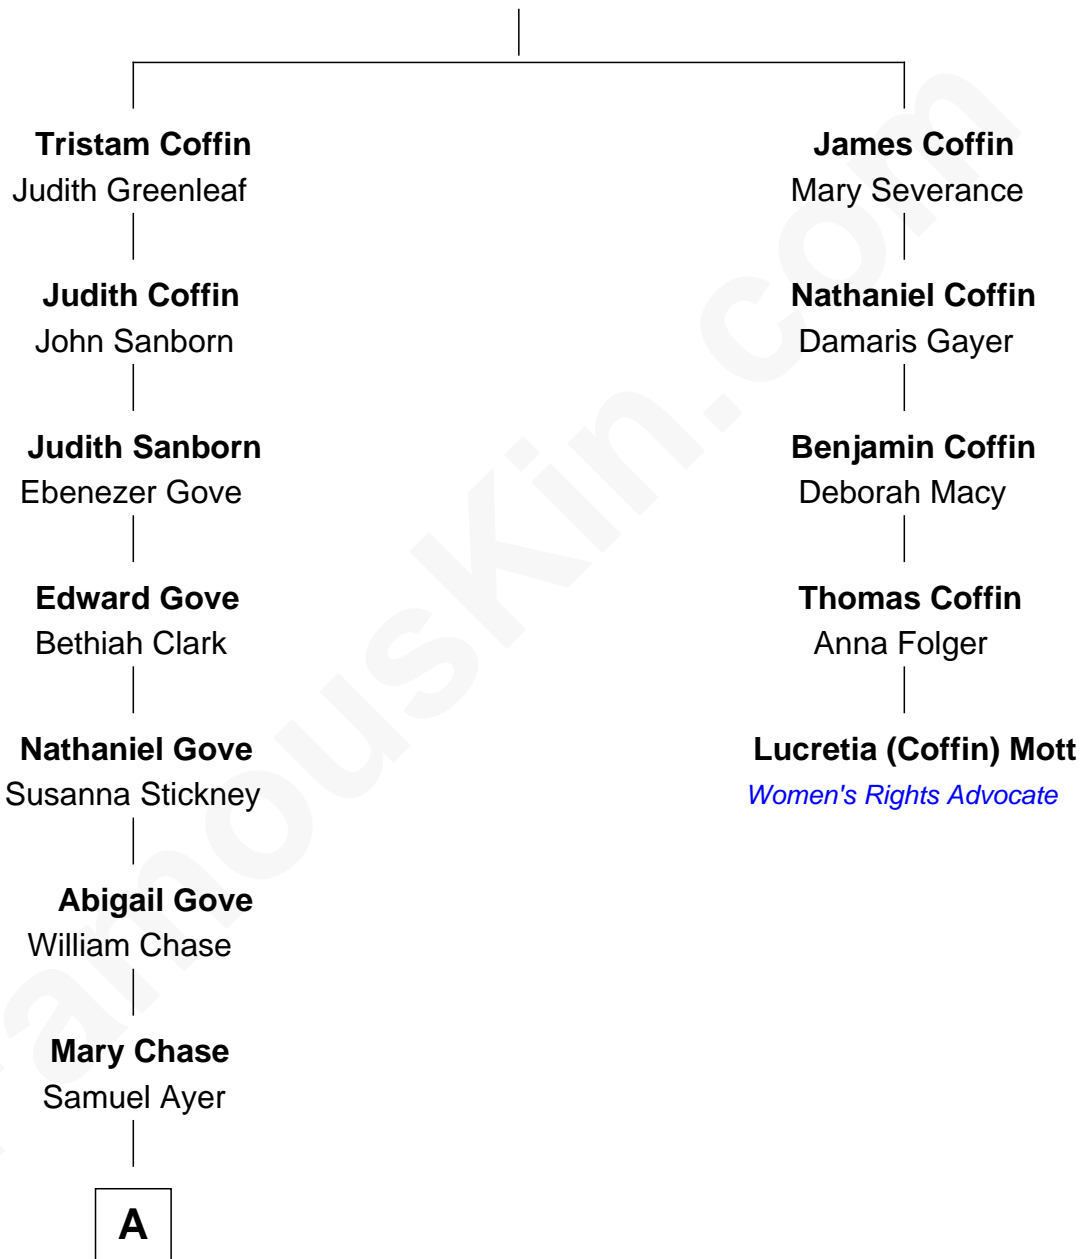 Tristam Coffin
Judith Greenleaf
Judith Coffin
John Sanborn
Judith Sanborn
Ebenezer Gove
Edward Gove
Bethiah Clark
Nathaniel Gove
Susanna Stickney
Abigail Gove
William Chase
Mary Chase
Samuel Ayer
A
James Coffin
Mary Severance
Nathaniel Coffin
Damaris Gayer
Benjamin Coffin
Deborah Macy
Thomas Coffin
Anna Folger
Lucretia (Coffin) Mott
Women's Rights Advocate
FamousKin.com